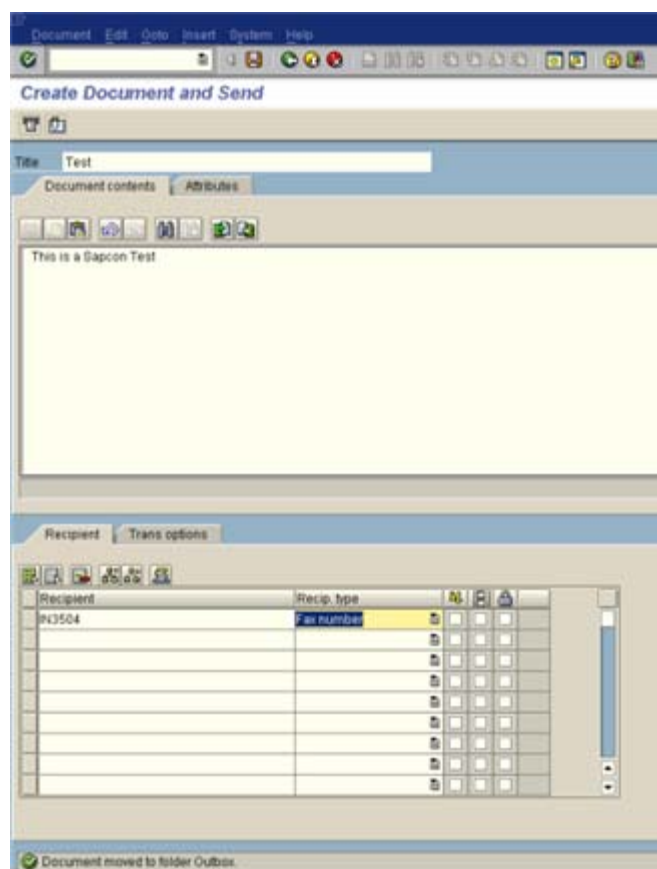 Document Edit Goto Insert System Help
Create Document and Send
Title Test
Document contents Attributes
This is a Sapcon Test
Recipient Trans options
Recipient Recip. type
IN3504 Fax number
Document moved to folder Outbox.